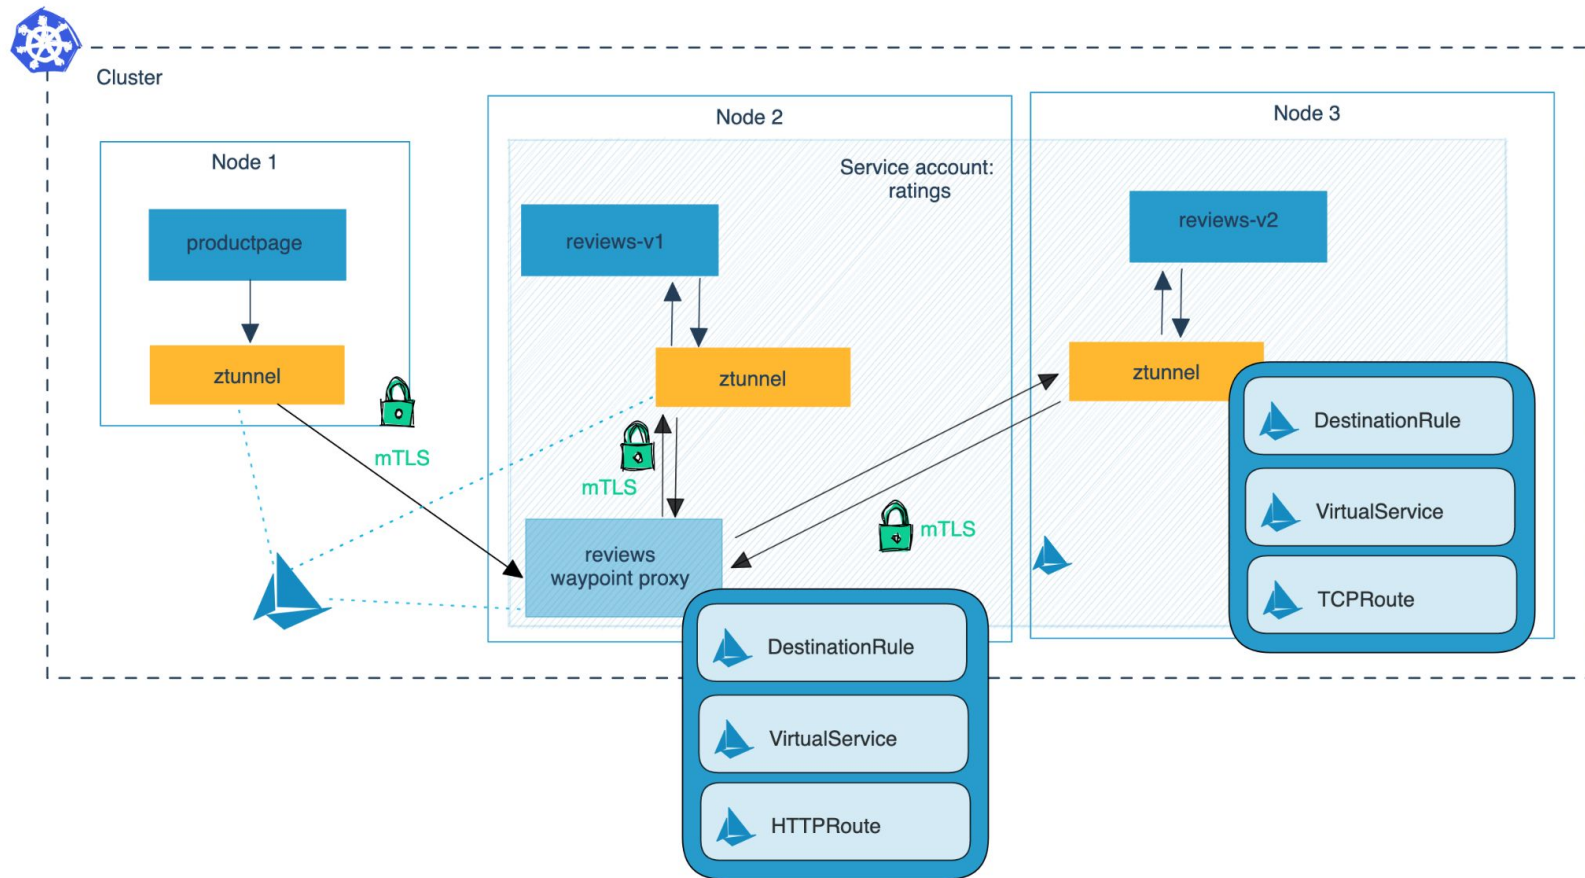 Cluster
Node 1
productpage
ztunnel
mTLS
Node 2
Service account:
ratings
reviews-v1
ztunnel
mTLS
reviews
waypoint proxy
mTLS
DestinationRule
VirtualService
HTTPRoute
Node 3
reviews-v2
ztunnel
DestinationRule
VirtualService
TCPRoute